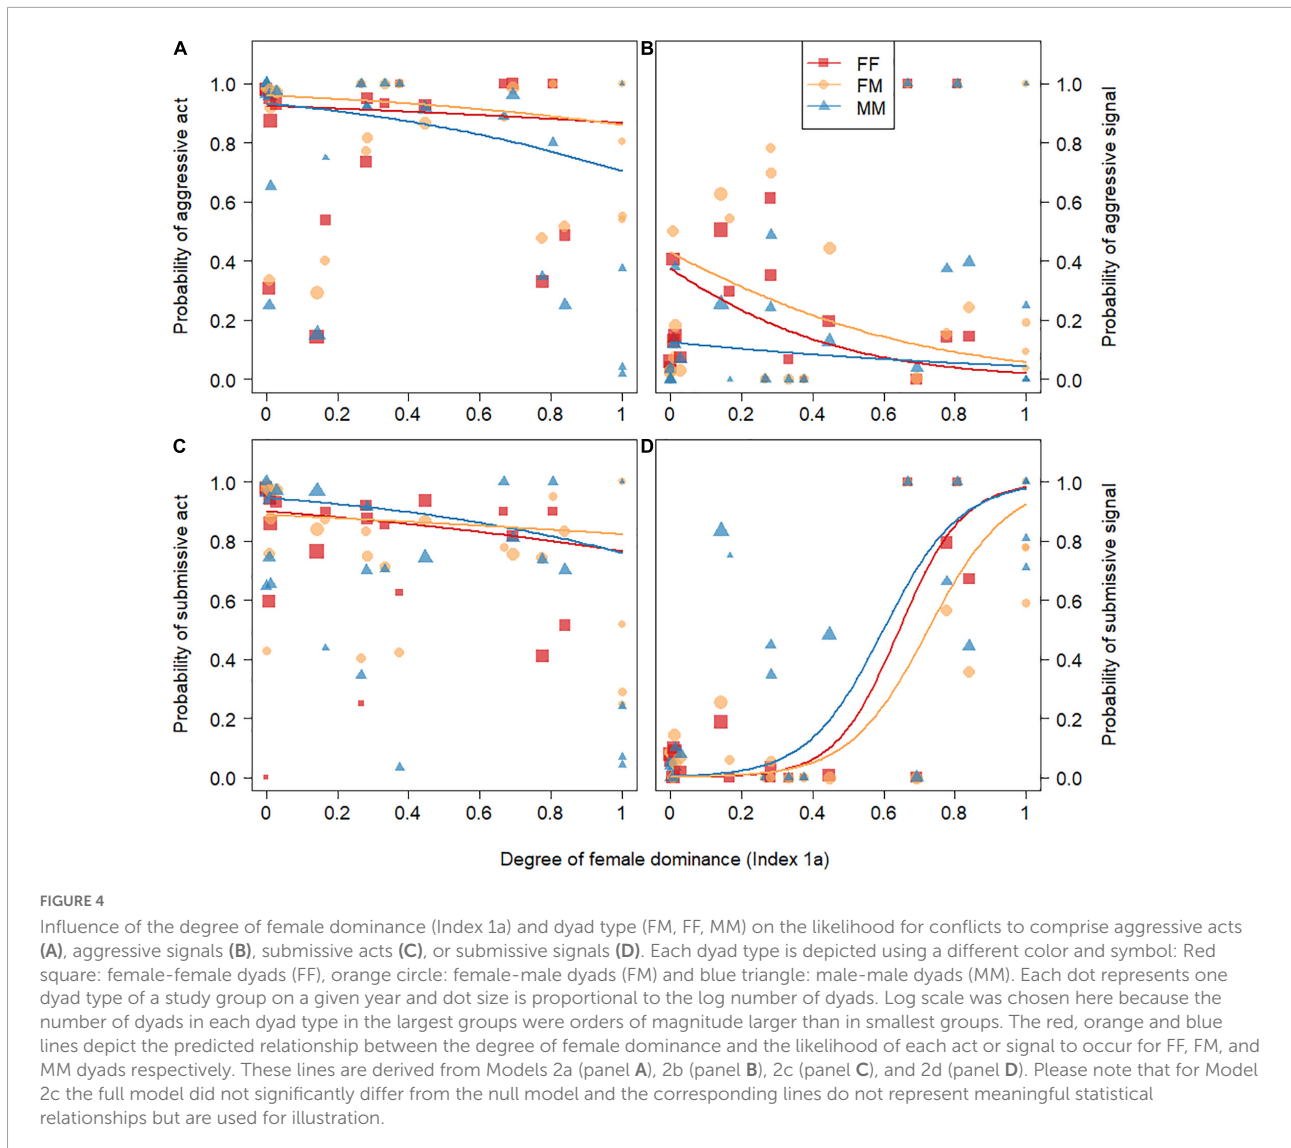 A
B
FF
FM
MM
Probability of aggressive act
1.0
0.8
0.6
0.4
0.2
0.0
0
0.2
0.4
0.6
0.8
1
0
0.2
0.4
0.6
0.8
1
1.0
0.8
0.6
0.4
0.2
0.0
Probability of aggressive signal
C
D
Probability of submissive act
1.0
0.8
0.6
0.4
0.2
0.0
0
0.2
0.4
0.6
0.8
1
0
0.2
0.4
0.6
0.8
1
1.0
0.8
0.6
0.4
0.2
0.0
Probability of submissive signal
Degree of female dominance (Index 1a)
FIGURE 4
Influence of the degree of female dominance (Index 1a) and dyad type (FM, FF, MM) on the likelihood for conflicts to comprise aggressive acts
(A), aggressive signals (B), submissive acts (C), or submissive signals (D). Each dyad type is depicted using a different color and symbol: Red
square: female-female dyads (FF), orange circle: female-male dyads (FM) and blue triangle: male-male dyads (MM). Each dot represents one
dyad type of a study group on a given year and dot size is proportional to the log number of dyads. Log scale was chosen here because the
number of dyads in each dyad type in the largest groups were orders of magnitude larger than in smallest groups. The red, orange and blue
lines depict the predicted relationship between the degree of female dominance and the likelihood of each act or signal to occur for FF, FM, and
MM dyads respectively. These lines are derived from Models 2a (panel A), 2b (panel B), 2c (panel C), and 2d (panel D). Please note that for Model
2c the full model did not significantly differ from the null model and the corresponding lines do not represent meaningful statistical
relationships but are used for illustration.